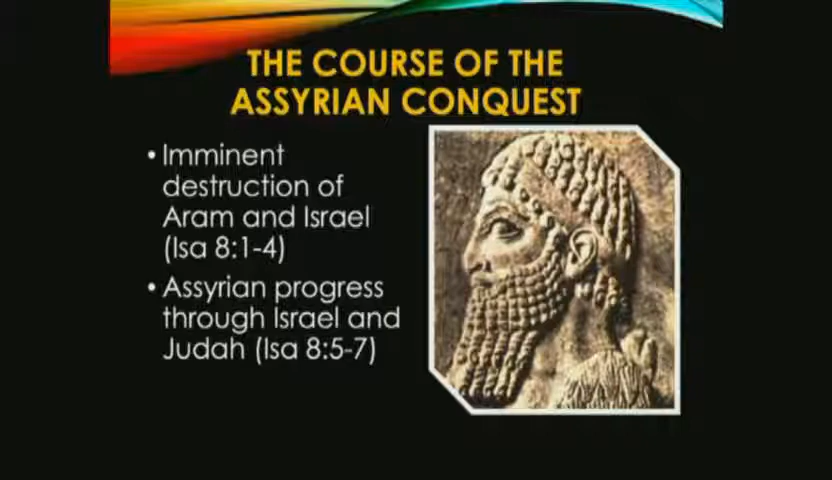 THE COURSE OF THE
ASSYRIAN CONQUEST
• Imminent
destruction of
Aram and Israel
(Isa 8:1-4)
• Assyrian progress
through Israel and
Judah (Isa 8:5-7)